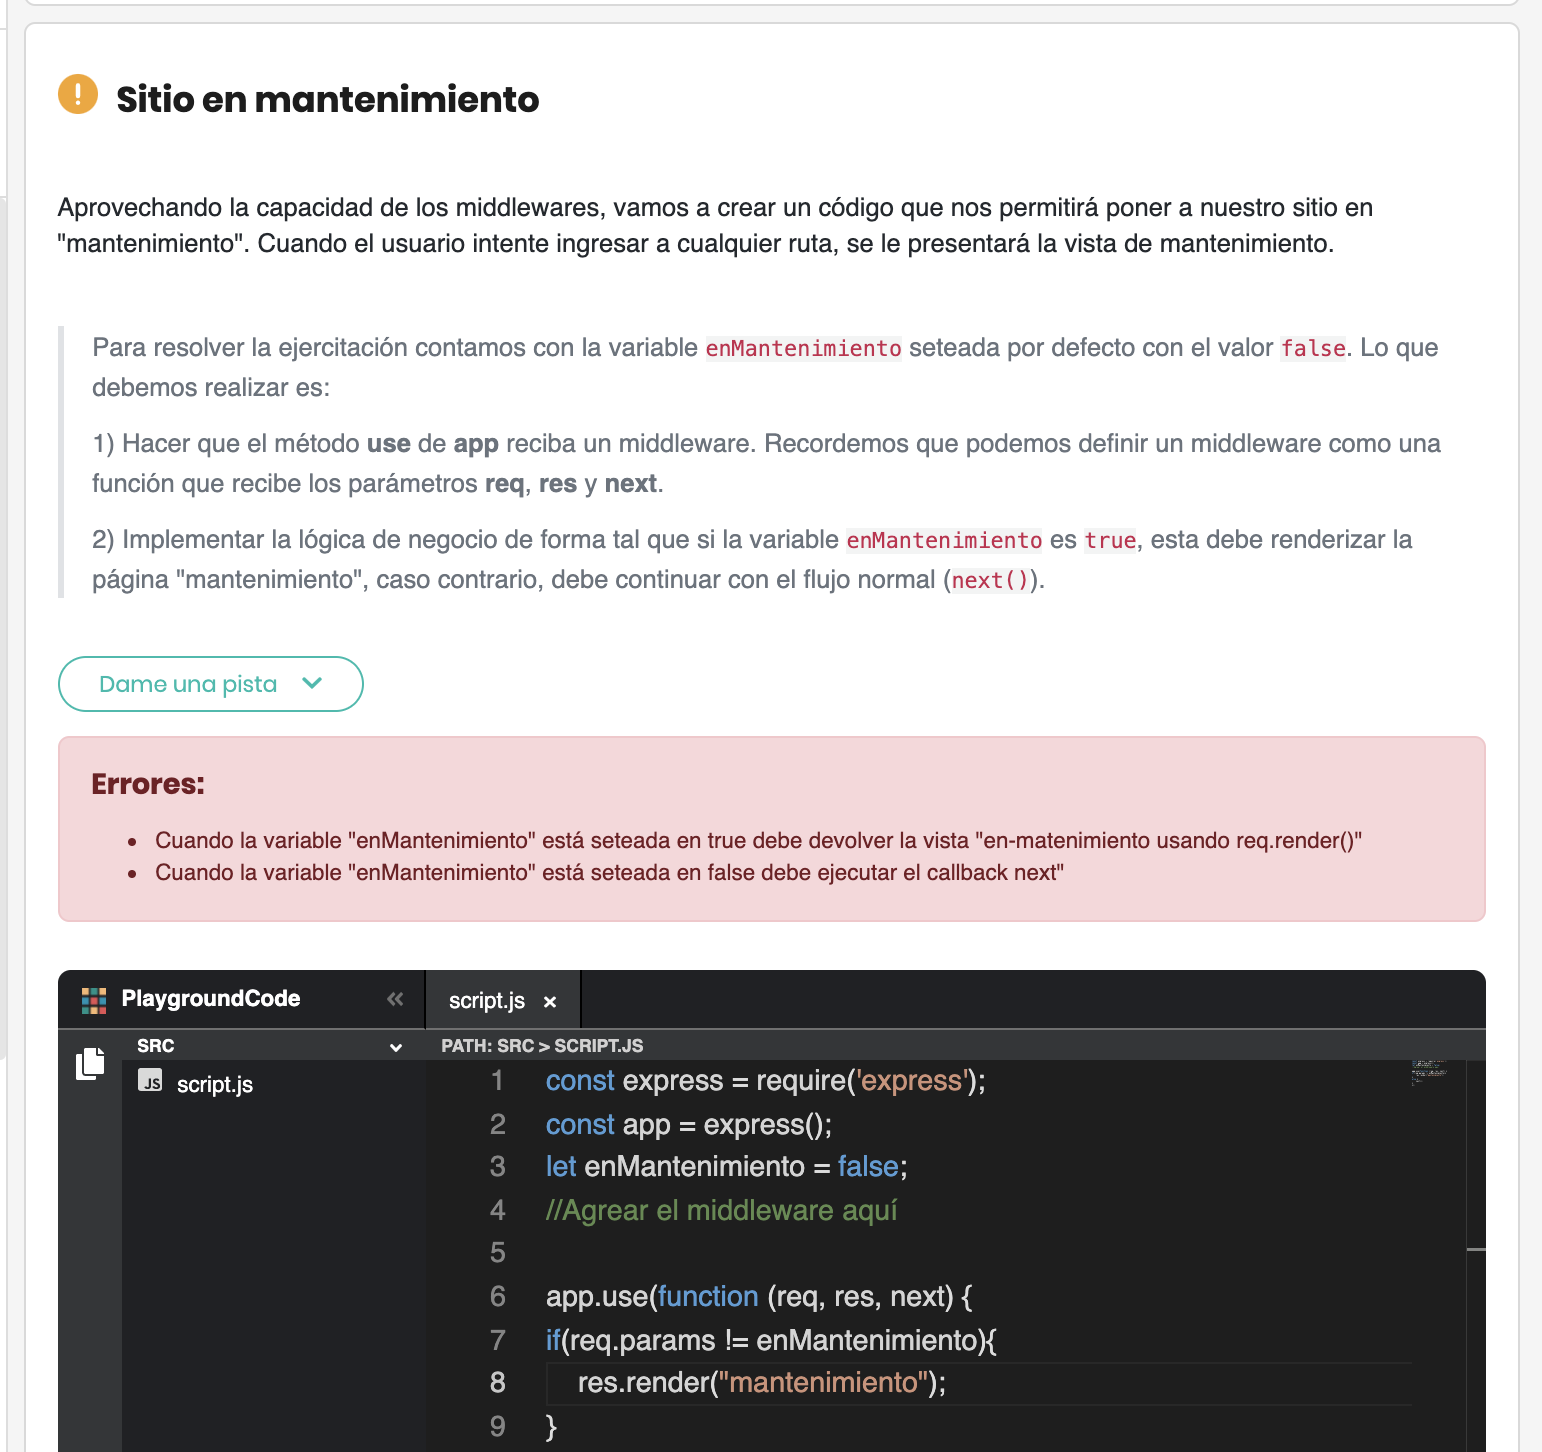 Sitio en mantenimiento
Aprovechando la capacidad de los middlewares, vamos a crear un código que nos permitirá poner a nuestro sitio en
"mantenimiento". Cuando el usuario intente ingresar a cualquier ruta, se le presentará la vista de mantenimiento.
Para resolver la ejercitación contamos con la variable enMantenimiento seteada por defecto con el valor false. Lo que
debemos realizar es:
1) Hacer que el método use de app reciba un middleware. Recordemos que podemos definir un middleware como una
función que recibe los parámetros req, res y next.
2) Implementar la lógica de negocio de forma tal que si la variable enMantenimiento es true, esta debe renderizar la
página "mantenimiento", caso contrario, debe continuar con el flujo normal (next()).
Dame una pista
Errores:
• Cuando la variable "enMantenimiento" está seteada en true debe devolver la vista "en-matenimiento usando req.render()"
• Cuando la variable "enMantenimiento" está seteada en false debe ejecutar el callback next"
PlaygroundCode « script.js ×
SRC
JS script.js
PATH: SRC > SCRIPT.JS
1 const express = require('express');
2 const app = express();
3 let enMantenimiento = false;
4 //Agrear el middleware aquí
5
6 app.use(function (req, res, next) {
7 if(req.params != enMantenimiento){
8 res.render("mantenimiento");
9 }